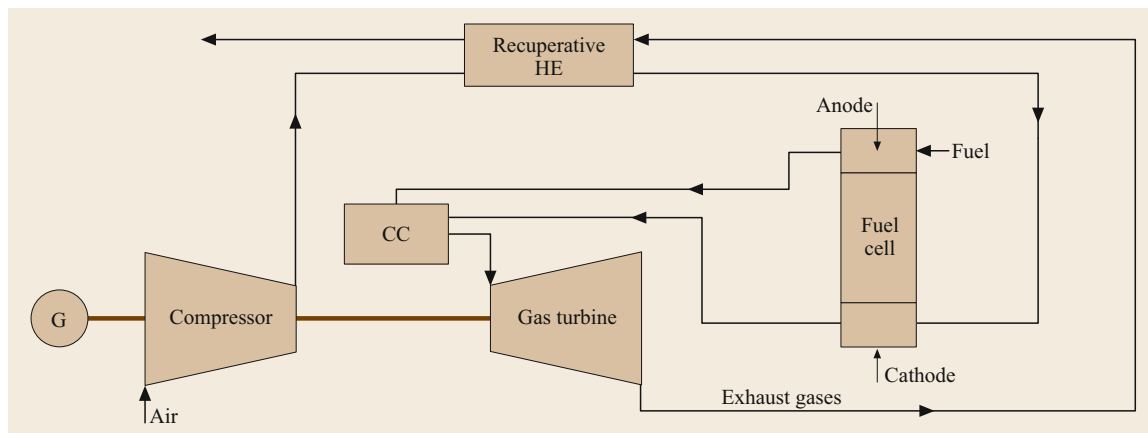 Recuperative
HE
Anode
Fuel
CC
Fuel
cell
G
Compressor
Gas turbine
Cathode
Exhaust gases
Air